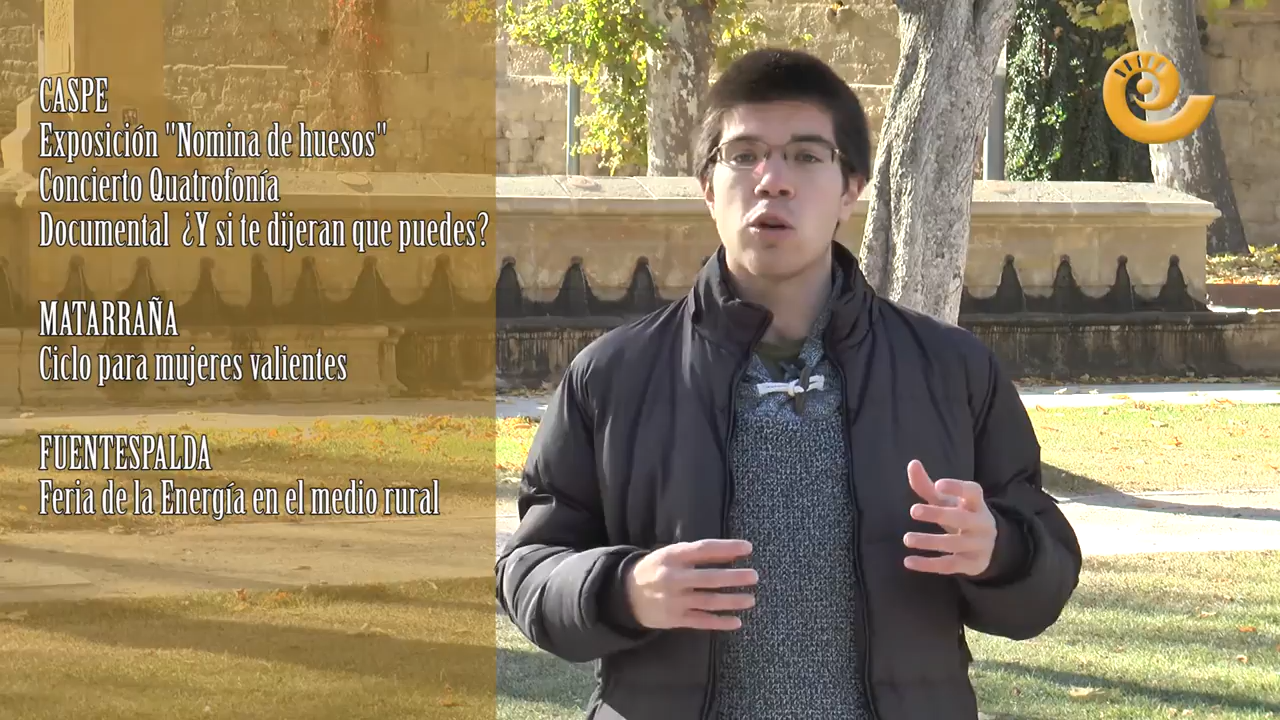 CASPE
Exposición "Nomina de huesos"
Concierto Quatrofonía
Documental ¿Y si te dijeran que puedes?
MATARRAÑA
Ciclo para mujeres valientes
FUENTESPALDA
Feria de la Energía en el medio rural